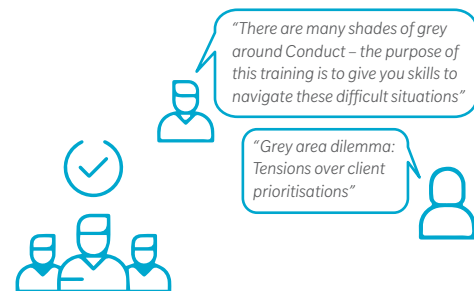 “There are many shades of grey
around Conduct – the purpose of
this training is to give you skills to
navigate these difficult situations”
“Grey area dilemma:
Tensions over client
prioritisations”